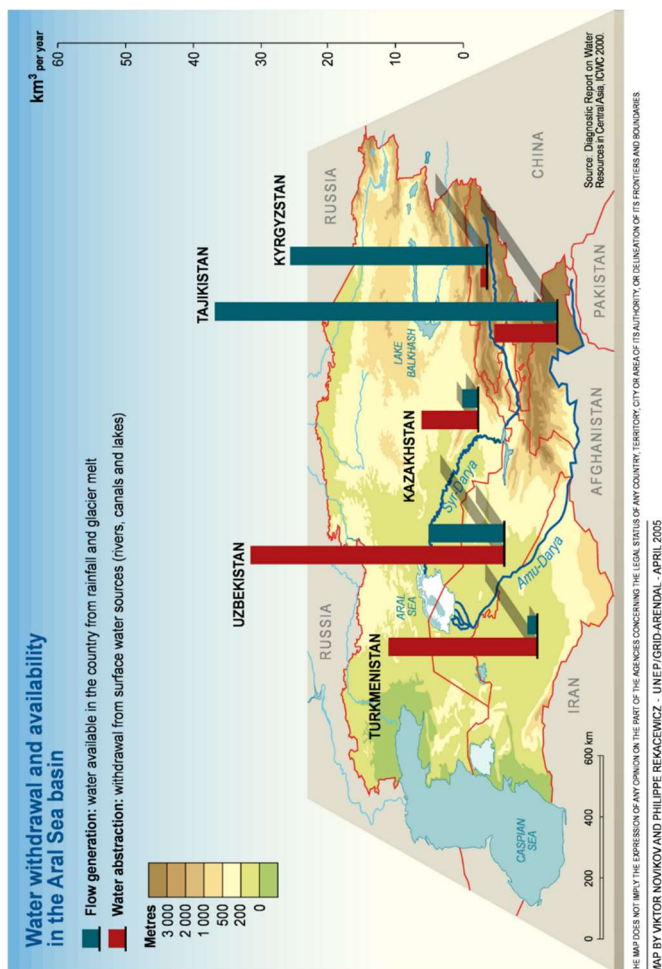 Water withdrawal and availability
in the Aral Sea basin
Flow generation: water available in the country from rainfall and glacier melt
Water abstraction: withdrawal from surface water sources (rivers, canals and lakes)
Metres
3 000
2 000
1 000
500
200
0
km³ per year
60
50
40
30
20
10
0
UZBEKISTAN
TAJIKISTAN
KYRGYZSTAN
TURKMENISTAN
KAZAKHSTAN
RUSSIA
RUSSIA
ARAL
SEA
Syr-Darya
LAKE
BALKHASH
Amu-Darya
CASPIAN
SEA
IRAN
AFGHANISTAN
PAKISTAN
CHINA
0
200
400
600 km
Source: Diagnostic Report on Water
Resources in Central Asia, ICWC 2000.
HE MAP DOES NOT IMPLY THE EXPRESSION OF ANY OPINION ON THE PART OF THE AGENCIES CONCERNING THE LEGAL STATUS OF ANY COUNTRY, TERRITORY, CITY OR AREA OF ITS AUTHORITY, OR DELINEATION OF ITS FRONTIERS AND BOUNDARIES.
MAP BY VIKTOR NOVIKOV AND PHILIPPE REKACEWICZ - UNEP/GRID-ARENDAL - APRIL 2005